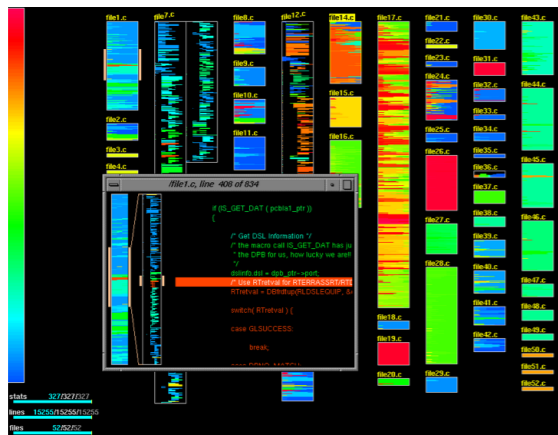 file1.c
file2.c
file3.c
file4.c
file7.c
file8.c
file9.c
file10.c
file11.c
file12.c
file14.c
file15.c
file16.c
file17.c
file18.c
file19.c
file20.c
file21.c
file22.c
file23.c
file24.c
file25.c
file26.c
file27.c
file28.c
file29.c
file30.c
file31.c
file32.c
file33.c
file34.c
file35.c
file36.c
file37.c
file38.c
file39.c
file40.c
file41.c
file42.c
file43.c
file44.c
file45.c
file46.c
file47.c
file48.c
file49.c
file50.c
file51.c
file52.c
/file1.c, line 408 of 834
if (IS_GET_DAT ( pcbla1_ptr ))
{
/* Get DSL Information */
/* the macro call IS_GET_DAT has ju
* the DPB for us, how lucky we are!!
*/
dslinfo.dsl = dpb_ptr->port;
/* Use RTretval for RTERRASSRT/RTD
RTretval = DBfrdtup(RLDSLEQUIP, &
switch( RTretval ) {
case GLSUCCESS:
break;
stats 327/327/327
lines 15255/15255/15255
files 52/52/52